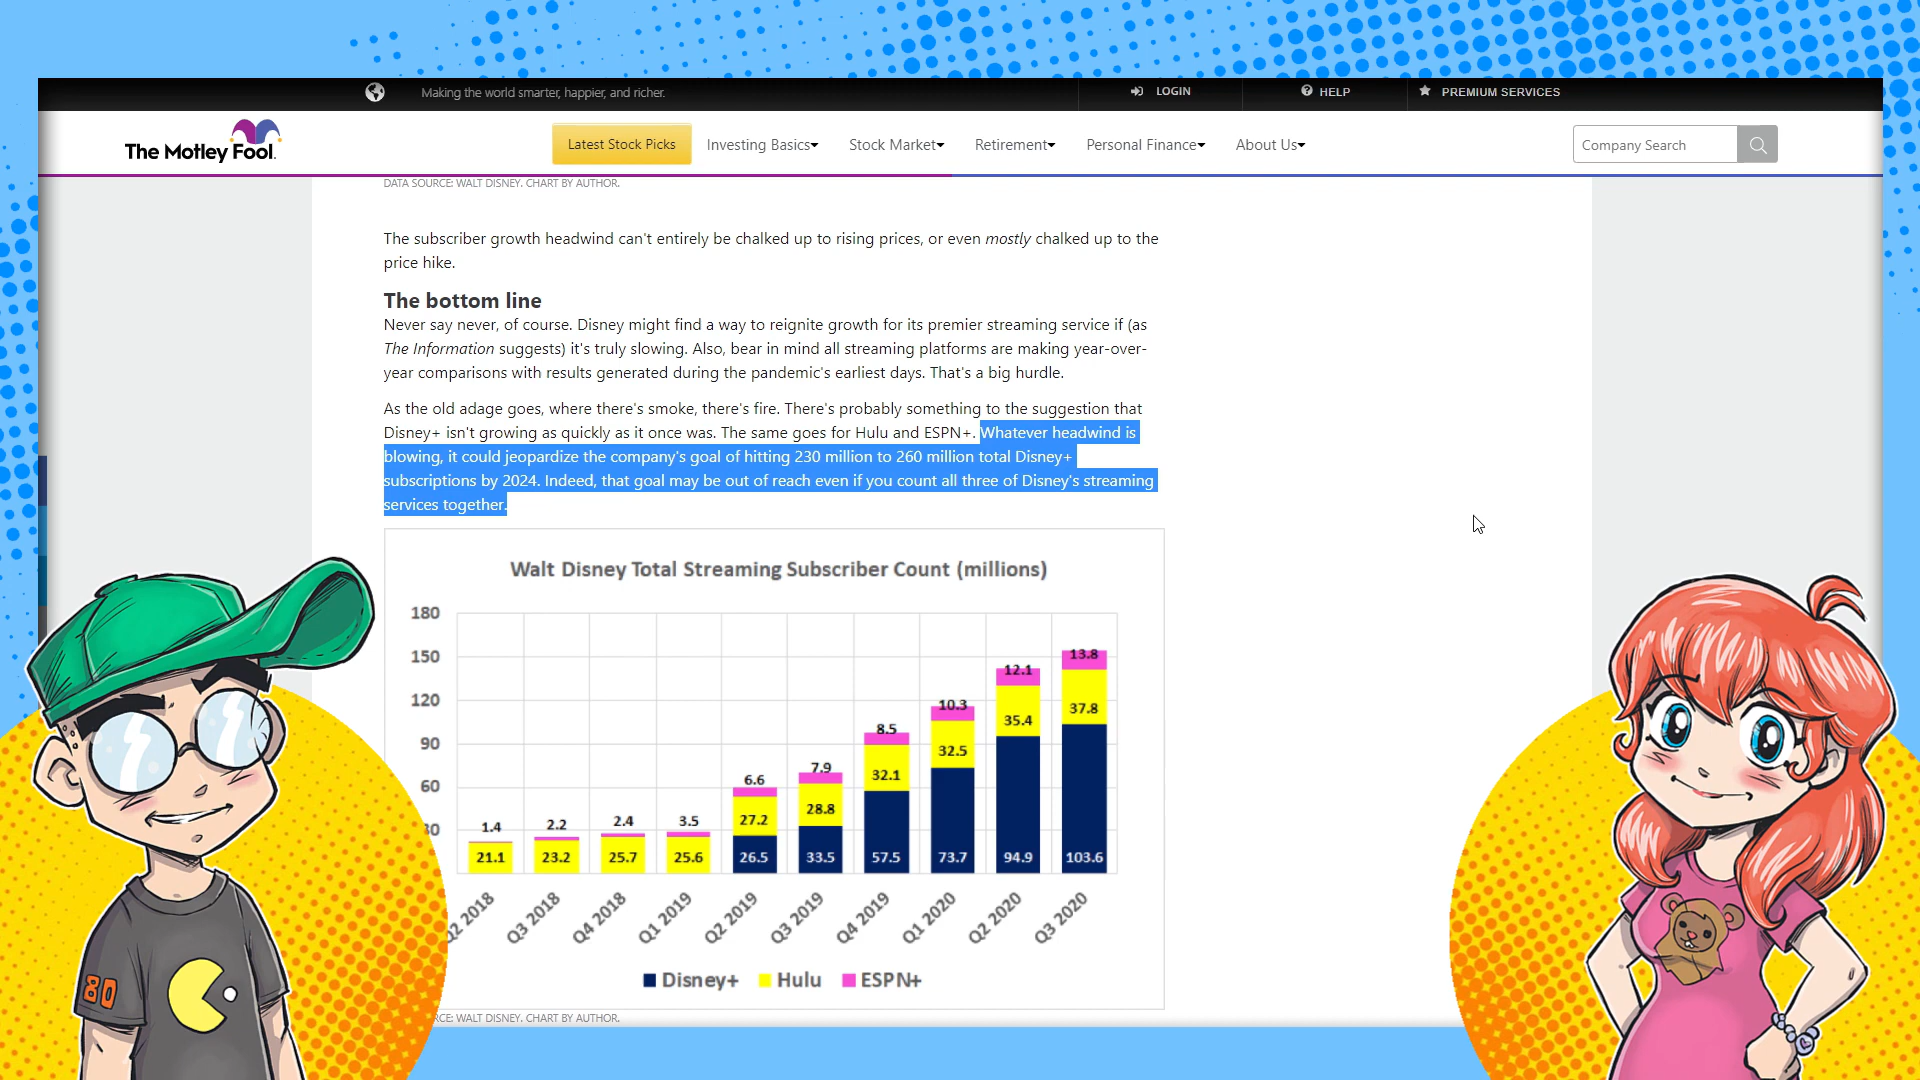 Making the world smarter, happier, and richer.
LOGIN
HELP
PREMIUM SERVICES
The Motley Fool.
Latest Stock Picks
Investing Basics
Stock Market
Retirement
Personal Finance
About Us
Company Search
DATA SOURCE: WALT DISNEY. CHART BY AUTHOR.
The subscriber growth headwind can't entirely be chalked up to rising prices, or even mostly chalked up to the
price hike.
The bottom line
Never say never, of course. Disney might find a way to reignite growth for its premier streaming service if (as
The Information suggests) it's truly slowing. Also, bear in mind all streaming platforms are making year-over-
year comparisons with results generated during the pandemic's earliest days. That's a big hurdle.
As the old adage goes, where there's smoke, there's fire. There's probably something to the suggestion that
Disney+ isn't growing as quickly as it once was. The same goes for Hulu and ESPN+. Whatever headwind is
blowing, it could jeopardize the company's goal of hitting 230 million to 260 million total Disney+
subscriptions by 2024. Indeed, that goal may be out of reach even if you count all three of Disney's streaming
services together.
Walt Disney Total Streaming Subscriber Count (millions)
180
150
120
90
60
30
1.4
2.2
2.4
3.5
6.6
7.9
8.5
10.3
12.1
13.8
21.1
23.2
25.7
25.6
27.2
28.8
32.1
32.5
35.4
37.8
26.5
33.5
57.5
73.7
94.9
103.6
Q2 2018
Q3 2018
Q4 2018
Q1 2019
Q2 2019
Q3 2019
Q4 2019
Q1 2020
Q2 2020
Q3 2020
Disney+
Hulu
ESPN+
RCE: WALT DISNEY. CHART BY AUTHOR.
80